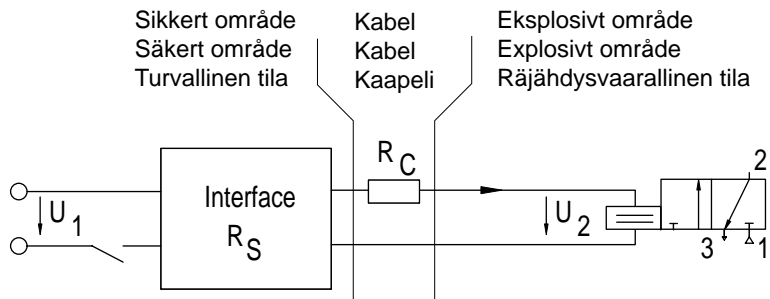 Sikkert område
Säkert område
Turvallinen tila
Kabel
Kabel
Kaapeli
Eksplosivt område
Explosivt område
Räjähdysvaarallinen tila
R C
Interface
R S
U 1
U 2
2
3
1